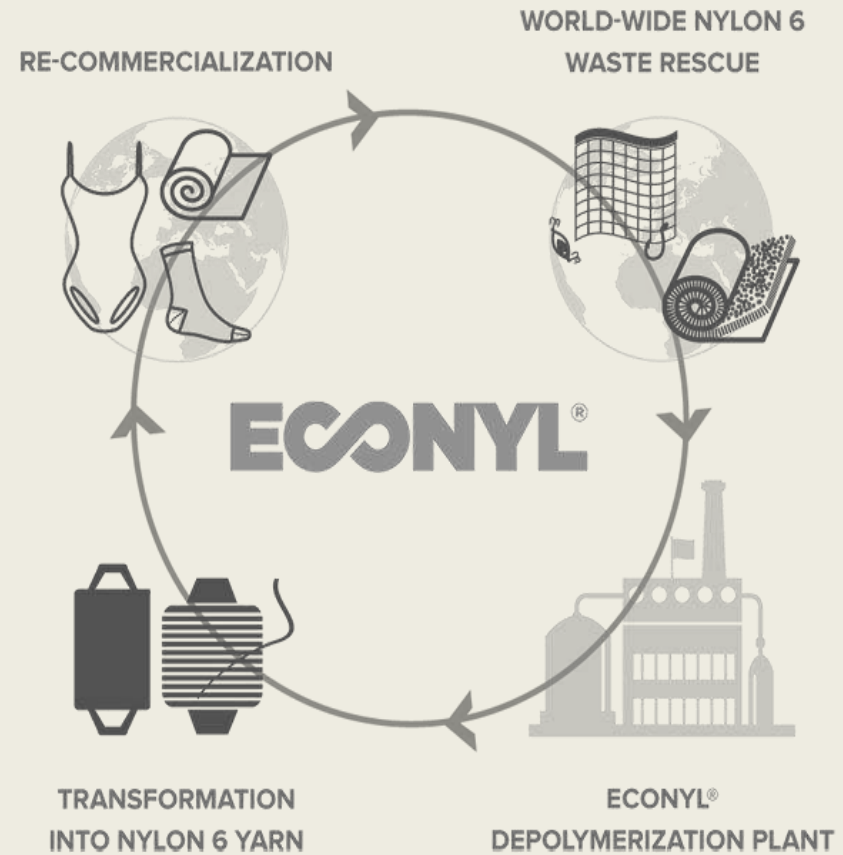 WORLD-WIDE NYLON 6
WASTE RESCUE
RE-COMMERCIALIZATION
ECONYL®
TRANSFORMATION
INTO NYLON 6 YARN
ECONYL®
DEPOLYMERIZATION PLANT